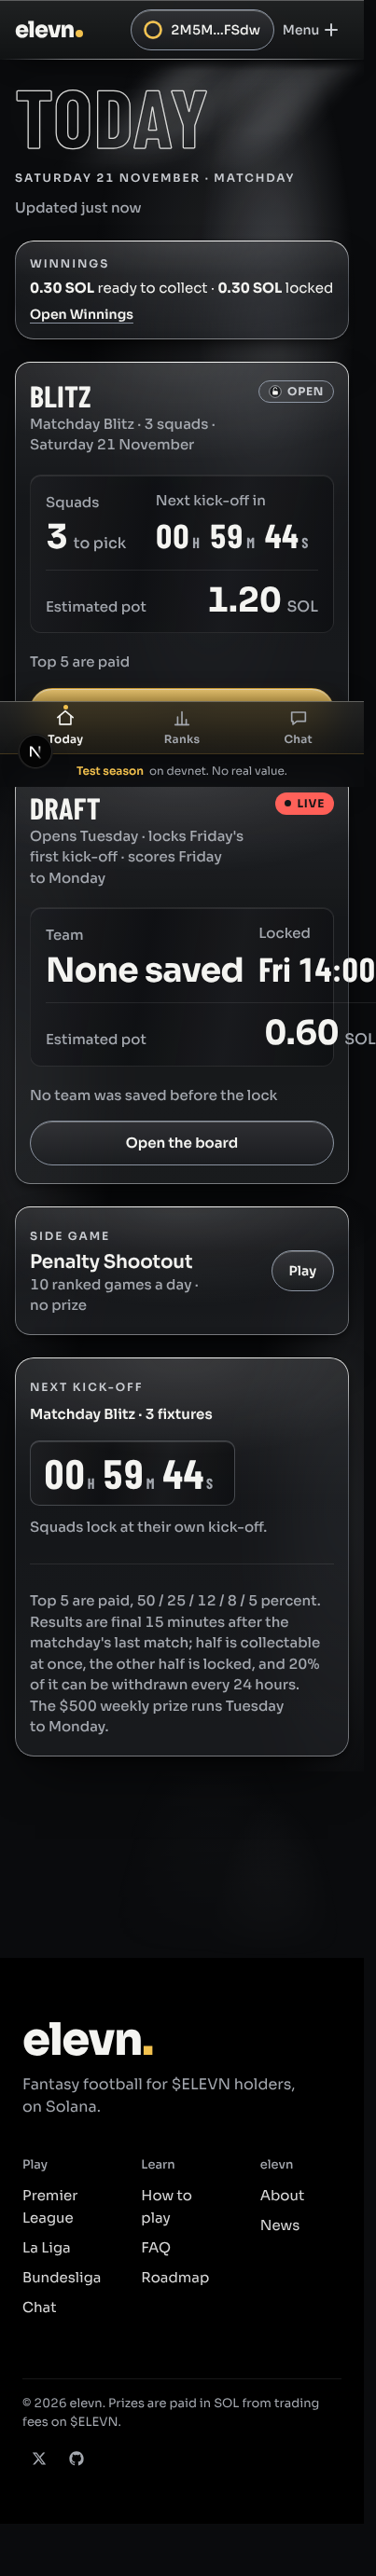 elevn.
2M5M...FSdw
Menu
TODAY
SATURDAY 21 NOVEMBER · MATCHDAY
Updated just now
WINNINGS
0.30 SOL ready to collect · 0.30 SOL locked
Open Winnings
BLITZ
OPEN
Matchday Blitz · 3 squads ·
Saturday 21 November
Squads
Next kick-off in
3 to pick
00H 59M 44S
Estimated pot
1.20 SOL
Top 5 are paid
Today
Ranks
Chat
N
Test season on devnet. No real value.
DRAFT
LIVE
Opens Tuesday · locks Friday's
first kick-off · scores Friday
to Monday
Team
Locked
None saved
Fri 14:00
Estimated pot
0.60 SOL
No team was saved before the lock
Open the board
SIDE GAME
Penalty Shootout
10 ranked games a day ·
no prize
Play
NEXT KICK-OFF
Matchday Blitz · 3 fixtures
00H 59M 44S
Squads lock at their own kick-off.
Top 5 are paid, 50 / 25 / 12 / 8 / 5 percent.
Results are final 15 minutes after the
matchday's last match; half is collectable
at once, the other half is locked, and 20%
of it can be withdrawn every 24 hours.
The $500 weekly prize runs Tuesday
to Monday.
elevn.
Fantasy football for $ELEVN holders,
on Solana.
Play
Premier
League
La Liga
Bundesliga
Chat
Learn
How to
play
FAQ
Roadmap
elevn
About
News
© 2026 elevn. Prizes are paid in SOL from trading
fees on $ELEVN.